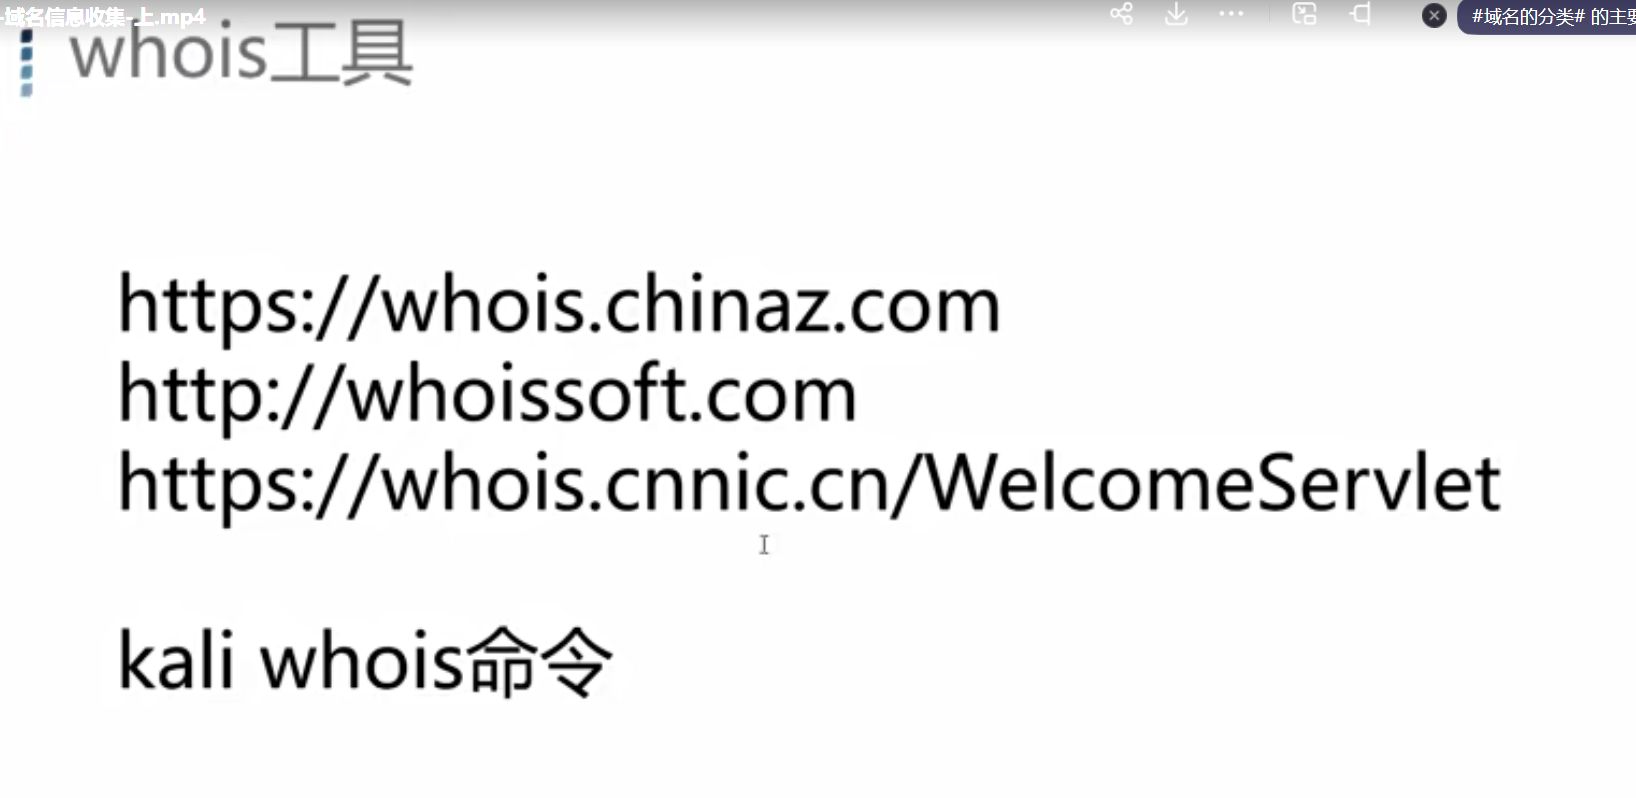 -域名信息收集-上.mp4
#域名的分类# 的主要
whois工具
https://whois.chinaz.com
http://whoissoft.com
https://whois.cnnic.cn/WelcomeServlet
kali whois命令